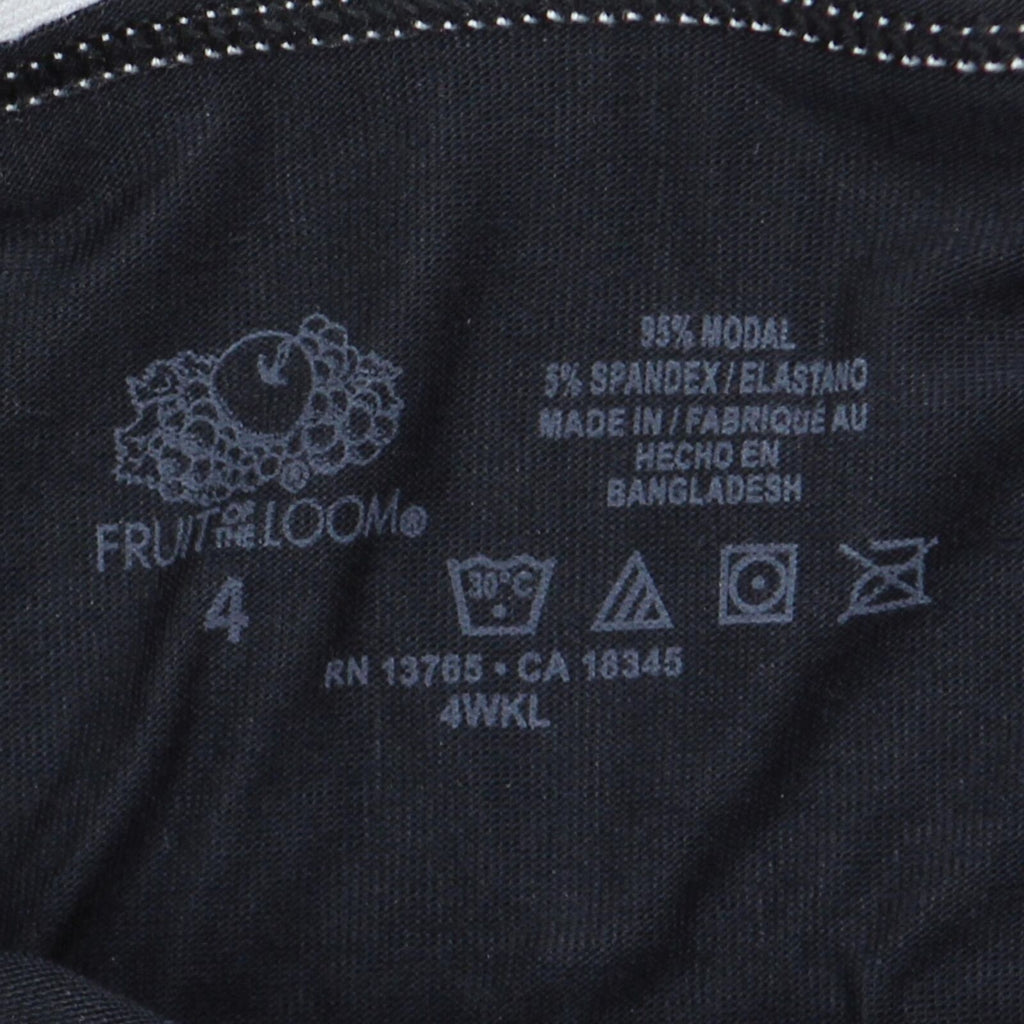 FRUIT OF THE LOOM®
4
95% MODAL
5% SPANDEX / ELASTANO
MADE IN / FABRIQUÉ AU
HECHO EN
BANGLADESH
30°C
RN 13765 • CA 18345
4WKL